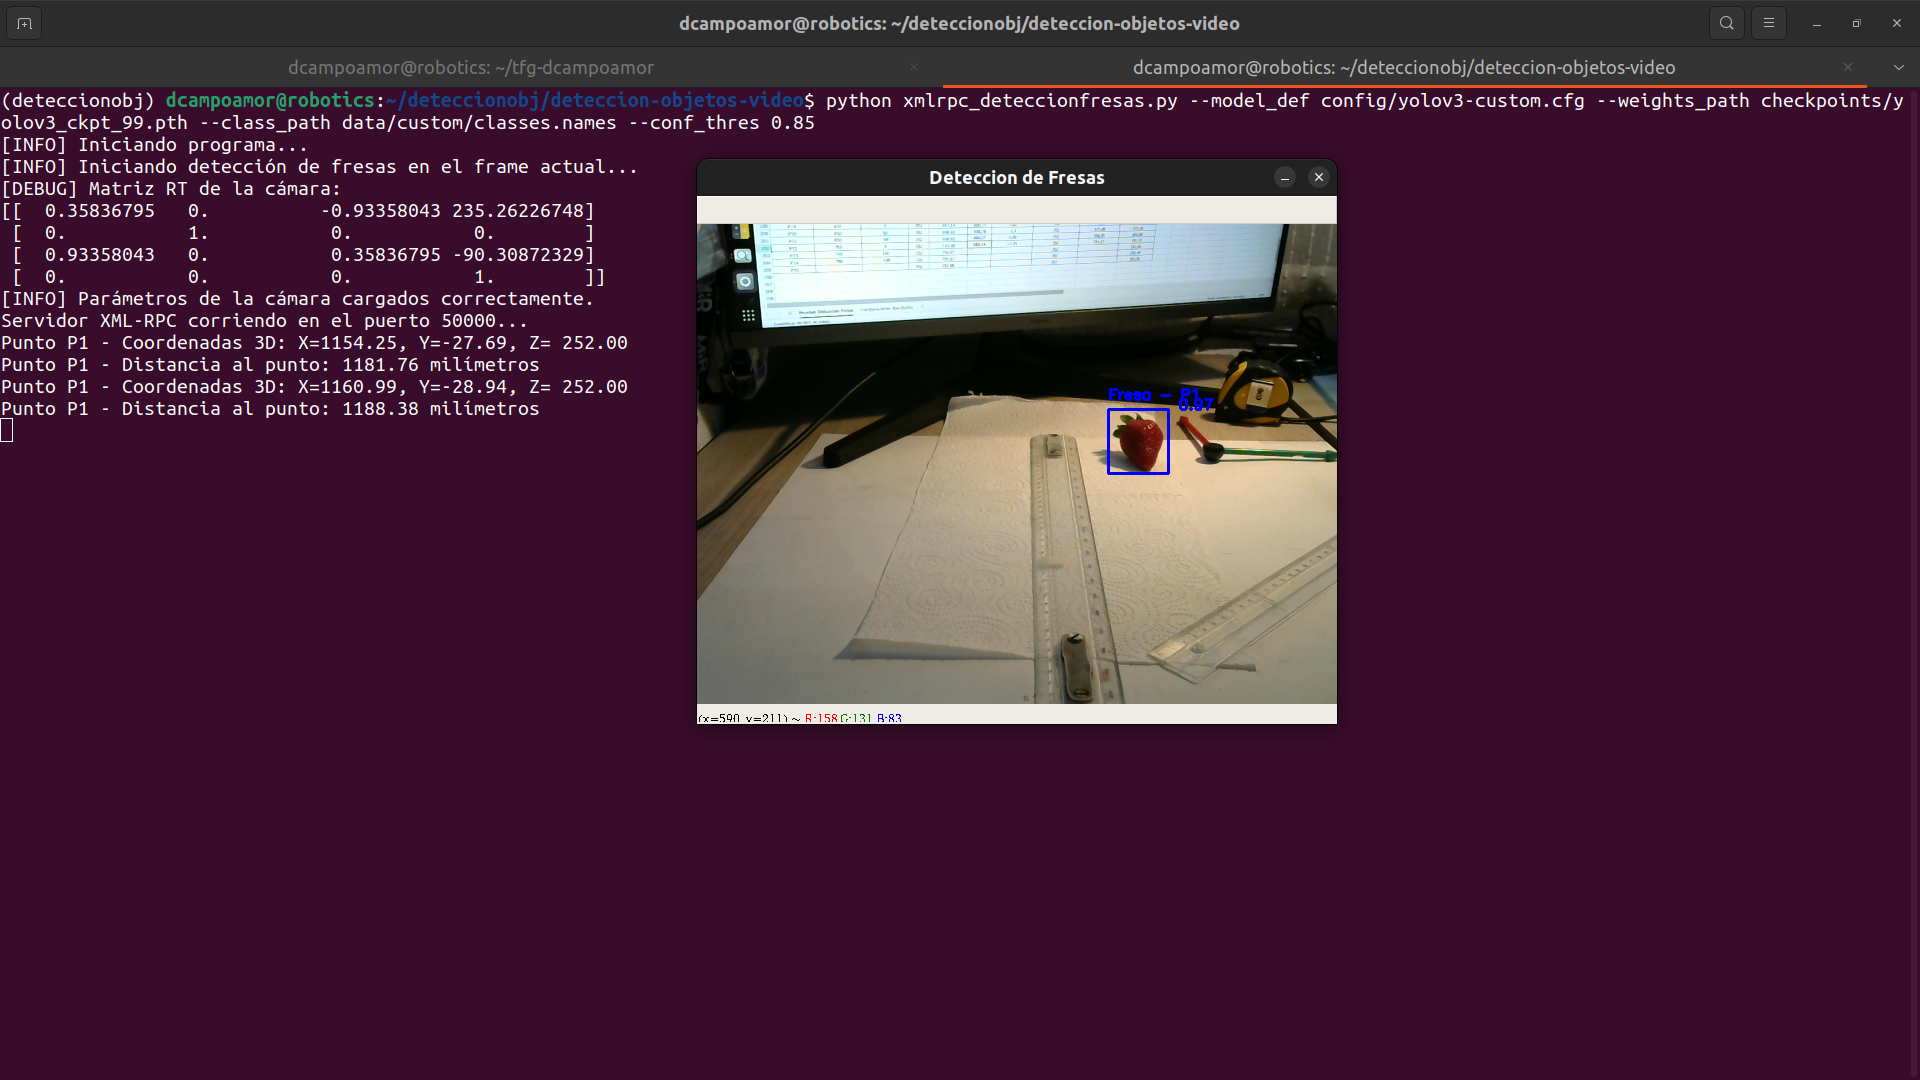 dcampoamor@robotics: ~/deteccionobj/deteccion-objetos-video
dcampoamor@robotics: ~/tfg-dcampoamor
dcampoamor@robotics: ~/deteccionobj/deteccion-objetos-video
(deteccionobj) dcampoamor@robotics:~/deteccionobj/deteccion-objetos-video$ python xmlrpc_deteccionfresas.py --model_def config/yolov3-custom.cfg --weights_path checkpoints/y
olov3_ckpt_99.pth --class_path data/custom/classes.names --conf_thres 0.85
[INFO] Iniciando programa...
[INFO] Iniciando detección de fresas en el frame actual...
[DEBUG] Matriz RT de la cámara:
[[  0.35836795   0.          -0.93358043 235.26226748]
 [  0.           1.           0.           0.        ]
 [  0.93358043   0.           0.35836795 -90.30872329]
 [  0.           0.           0.           1.        ]]
[INFO] Parámetros de la cámara cargados correctamente.
Servidor XML-RPC corriendo en el puerto 50000...
Punto P1 - Coordenadas 3D: X=1154.25, Y=-27.69, Z= 252.00
Punto P1 - Distancia al punto: 1181.76 milímetros
Punto P1 - Coordenadas 3D: X=1160.99, Y=-28.94, Z= 252.00
Punto P1 - Distancia al punto: 1188.38 milímetros
Deteccion de Fresas
Fresa - P1
0.97
(x=590, y=211) ~ R:158 G:131 B:83